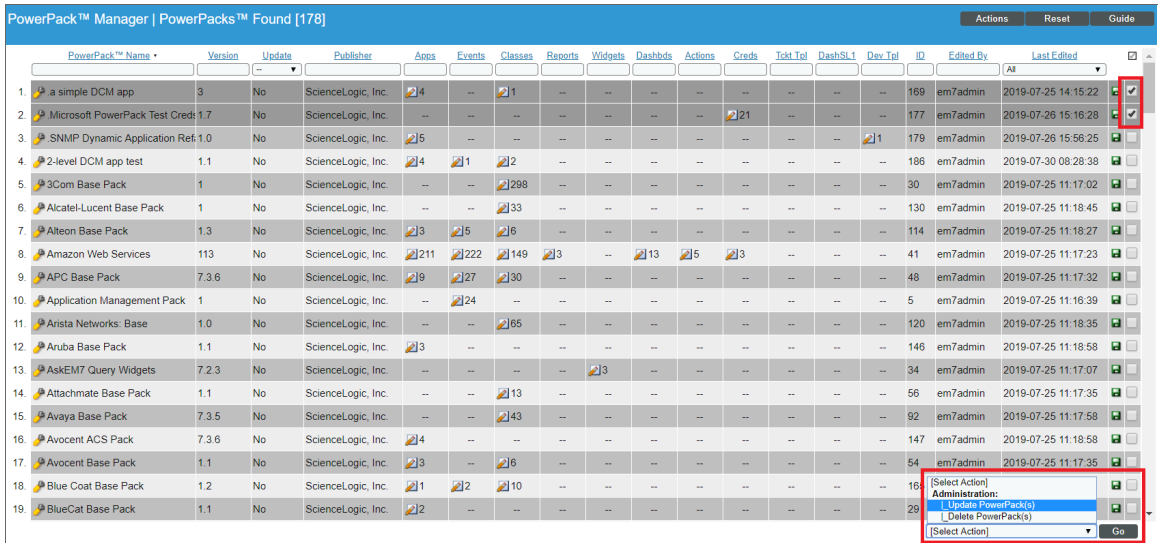 PowerPack™ Manager | PowerPacks™ Found [178] Actions Reset Guide
PowerPack™ Name • Version Update Publisher Apps Events Classes Reports Widgets Dashbds Actions Creds Tckt Tpl DashSL1 Dev Tpl ID Edited By Last Edited
-- All
1. .a simple DCM app 3 No ScienceLogic, Inc. 4 -- 1 -- -- -- -- -- -- -- -- 169 em7admin 2019-07-25 14:15:22
2. .Microsoft PowerPack Test Creds 1.7 No ScienceLogic, Inc. -- -- -- -- -- -- -- 21 -- -- -- 177 em7admin 2019-07-26 15:16:28
3. .SNMP Dynamic Application Refa 1.0 No ScienceLogic, Inc. 5 -- -- -- -- -- -- -- -- -- 1 179 em7admin 2019-07-26 15:56:25
4. 2-level DCM app test 1.1 No ScienceLogic, Inc. 4 1 2 -- -- -- -- -- -- -- -- 186 em7admin 2019-07-30 08:28:38
5. 3Com Base Pack 1 No ScienceLogic, Inc. -- -- 298 -- -- -- -- -- -- -- -- 30 em7admin 2019-07-25 11:17:02
6. Alcatel-Lucent Base Pack 1 No ScienceLogic, Inc. -- -- 33 -- -- -- -- -- -- -- -- 130 em7admin 2019-07-25 11:18:45
7. Alteon Base Pack 1.3 No ScienceLogic, Inc. 3 5 6 -- -- -- -- -- -- -- -- 114 em7admin 2019-07-25 11:18:27
8. Amazon Web Services 113 No ScienceLogic, Inc. 211 222 149 3 -- 13 5 3 -- -- -- 41 em7admin 2019-07-25 11:17:23
9. APC Base Pack 7.3.6 No ScienceLogic, Inc. 9 27 30 -- -- -- -- -- -- -- -- 48 em7admin 2019-07-25 11:17:32
10. Application Management Pack 1 No ScienceLogic, Inc. -- 24 -- -- -- -- -- -- -- -- -- 5 em7admin 2019-07-25 11:16:39
11. Arista Networks: Base 1.0 No ScienceLogic, Inc. -- -- 65 -- -- -- -- -- -- -- -- 120 em7admin 2019-07-25 11:18:35
12. Aruba Base Pack 1.1 No ScienceLogic, Inc. 3 -- -- -- -- -- -- -- -- -- -- 146 em7admin 2019-07-25 11:18:58
13. AskEM7 Query Widgets 7.2.3 No ScienceLogic, Inc. -- -- -- -- 3 -- -- -- -- -- -- 34 em7admin 2019-07-25 11:17:07
14. Attachmate Base Pack 1.1 No ScienceLogic, Inc. -- -- 13 -- -- -- -- -- -- -- -- 56 em7admin 2019-07-25 11:17:35
15. Avaya Base Pack 7.3.5 No ScienceLogic, Inc. -- -- 43 -- -- -- -- -- -- -- -- 92 em7admin 2019-07-25 11:17:58
16. Avocent ACS Pack 7.3.6 No ScienceLogic, Inc. 4 -- -- -- -- -- -- -- -- -- -- 147 em7admin 2019-07-25 11:18:58
17. Avocent Base Pack 1.1 No ScienceLogic, Inc. 3 -- 6 -- -- -- -- -- -- -- -- 54 em7admin 2019-07-25 11:17:35
18. Blue Coat Base Pack 1.2 No ScienceLogic, Inc. 1 2 10 -- -- -- -- -- -- -- -- [Select Action]
Administration:
19. BlueCat Base Pack 1.1 No ScienceLogic, Inc. 2 -- -- -- -- -- -- -- -- -- -- 29 |_Update PowerPack(s)
|_Delete PowerPack(s)
[Select Action] Go